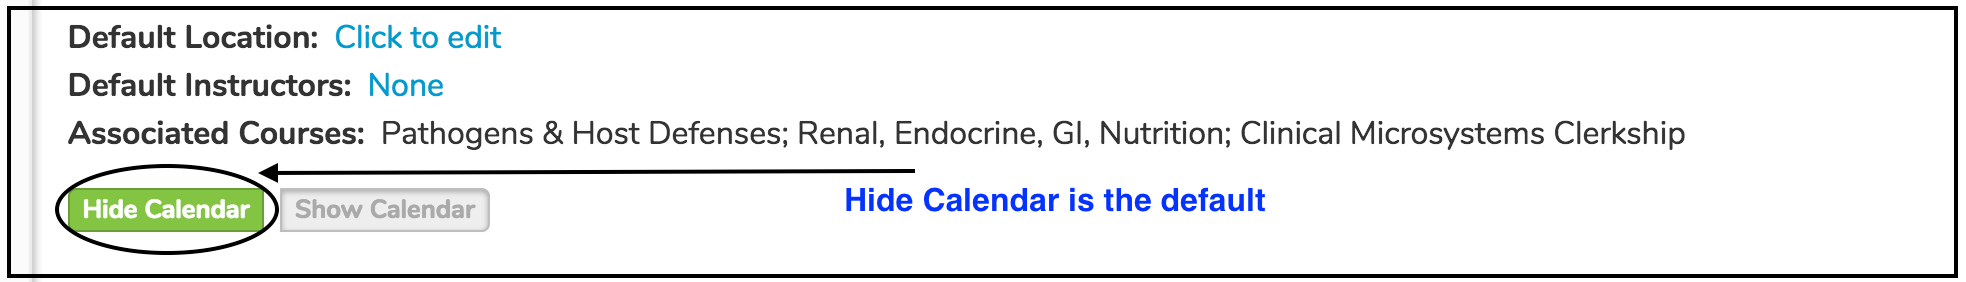 Default Location: Click to edit
Default Instructors: None
Associated Courses: Pathogens & Host Defenses; Renal, Endocrine, GI, Nutrition; Clinical Microsystems Clerkship
Hide Calendar Show Calendar Hide Calendar is the default